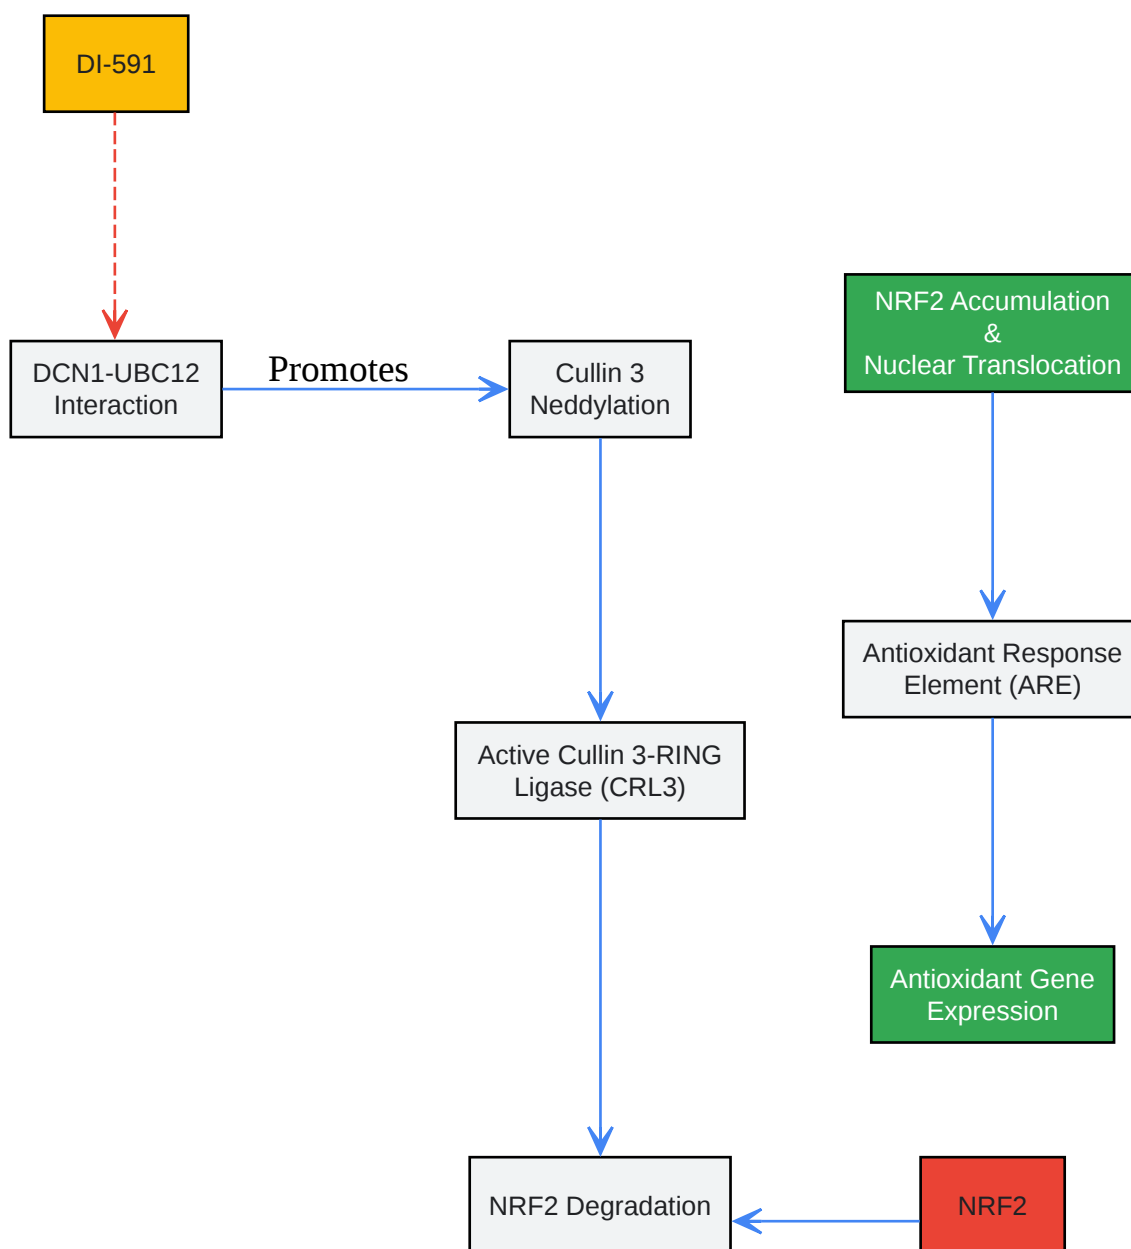 DI-591
NRF2 Accumulation
&
Nuclear Translocation
DCN1-UBC12
Interaction
Promotes
Cullin 3
Neddylation
Antioxidant Response
Element (ARE)
Active Cullin 3-RING
Ligase (CRL3)
Antioxidant Gene
Expression
NRF2 Degradation
NRF2